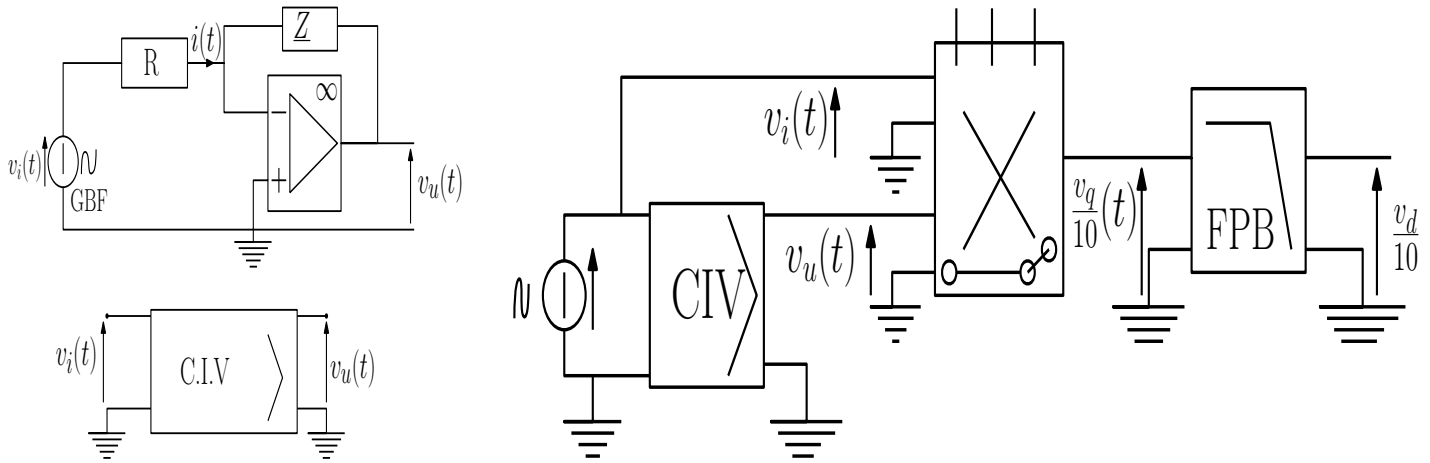 Z
i(t)
R
∞
−
+
v_i(t)
GBF
v_u(t)
v_i(t)
C.I.V
v_u(t)
v_i(t)
v_u(t)
CIV
v_q/10 (t)
FPB
v_d/10